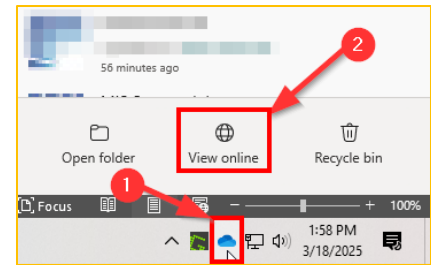 2
56 minutes ago
Open folder
View online
Recycle bin
1
Focus
100%
1:58 PM
3/18/2025